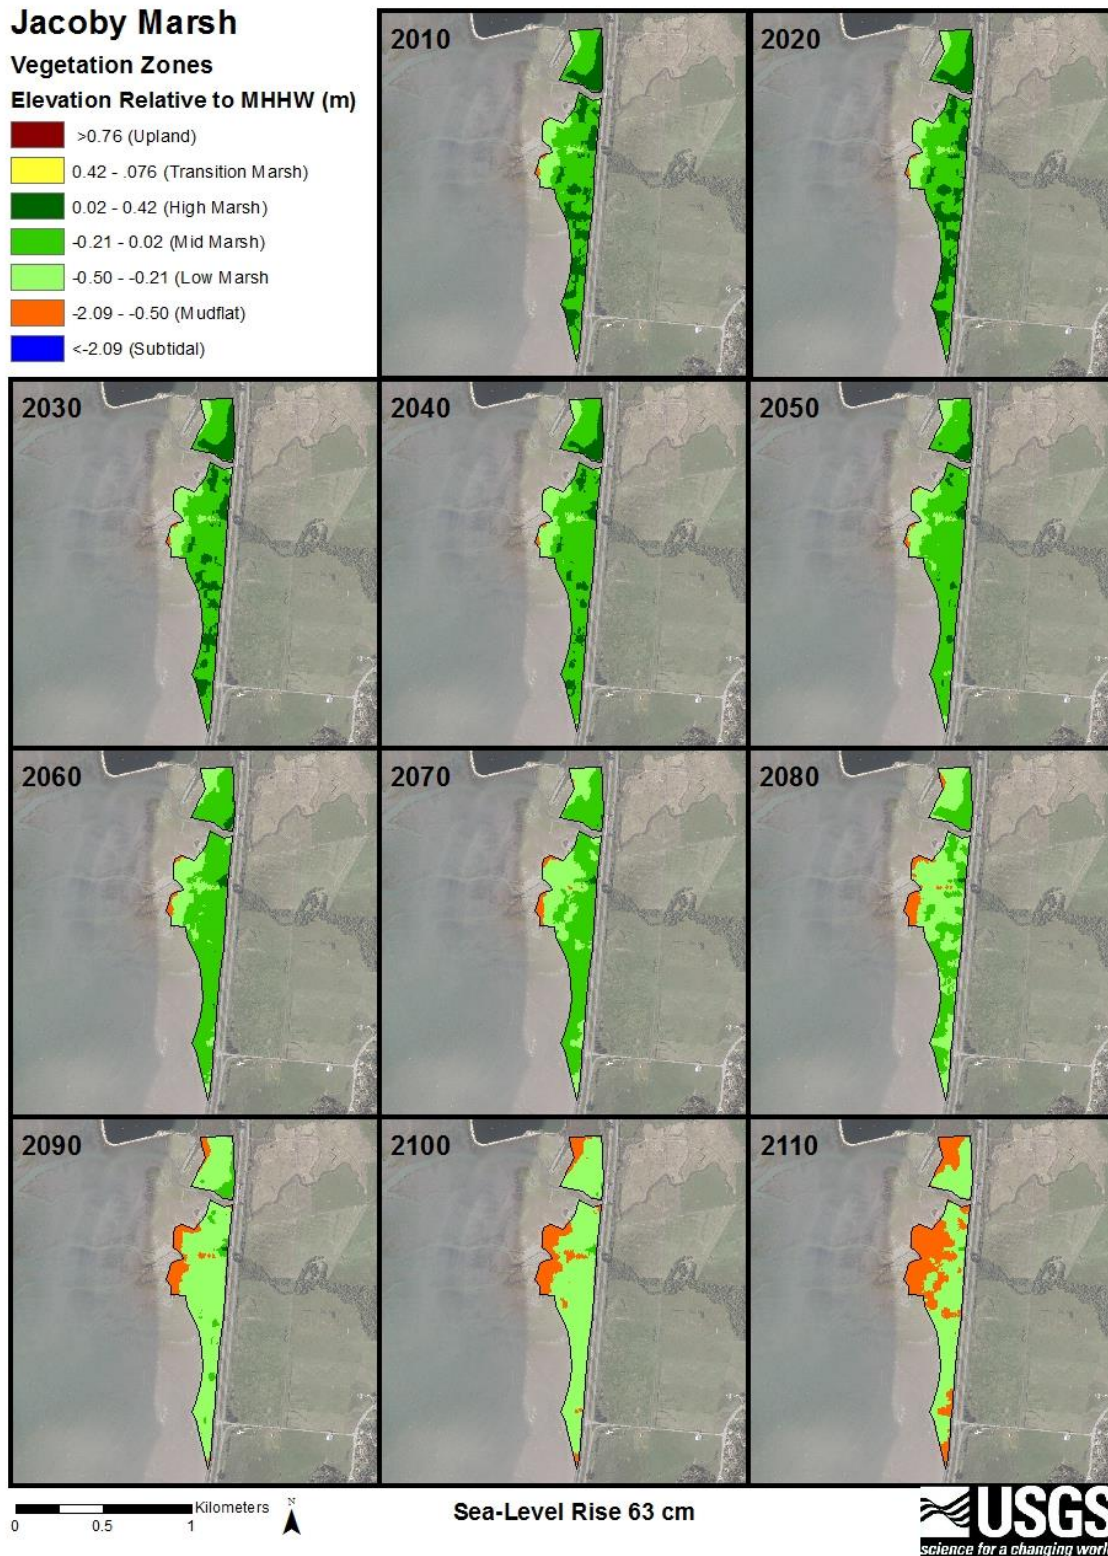 Jacoby Marsh
Vegetation Zones
Elevation Relative to MHHW (m)
>0.76 (Upland)
0.42 - .076 (Transition Marsh)
0.02 - 0.42 (High Marsh)
-0.21 - 0.02 (Mid Marsh)
-0.50 - -0.21 (Low Marsh
-2.09 - -0.50 (Mudflat)
<-2.09 (Subtidal)
2010
2020
2030
2040
2050
2060
2070
2080
2090
2100
2110
Kilometers
0 0.5 1
N
Sea-Level Rise 63 cm
USGS
science for a changing world